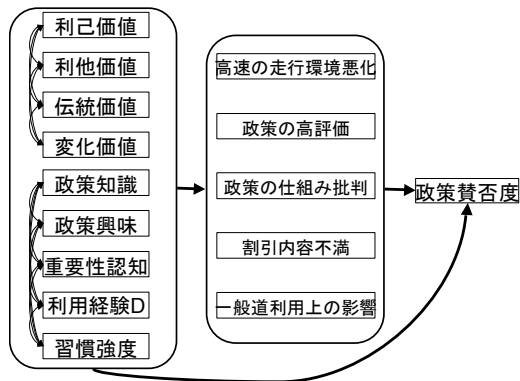 利己価値
利他価値
伝統価値
変化価値
政策知識
政策興味
重要性認知
利用経験D
習慣強度
高速の走行環境悪化
政策の高評価
政策の仕組み批判
割引内容不満
一般道利用上の影響
政策賛否度